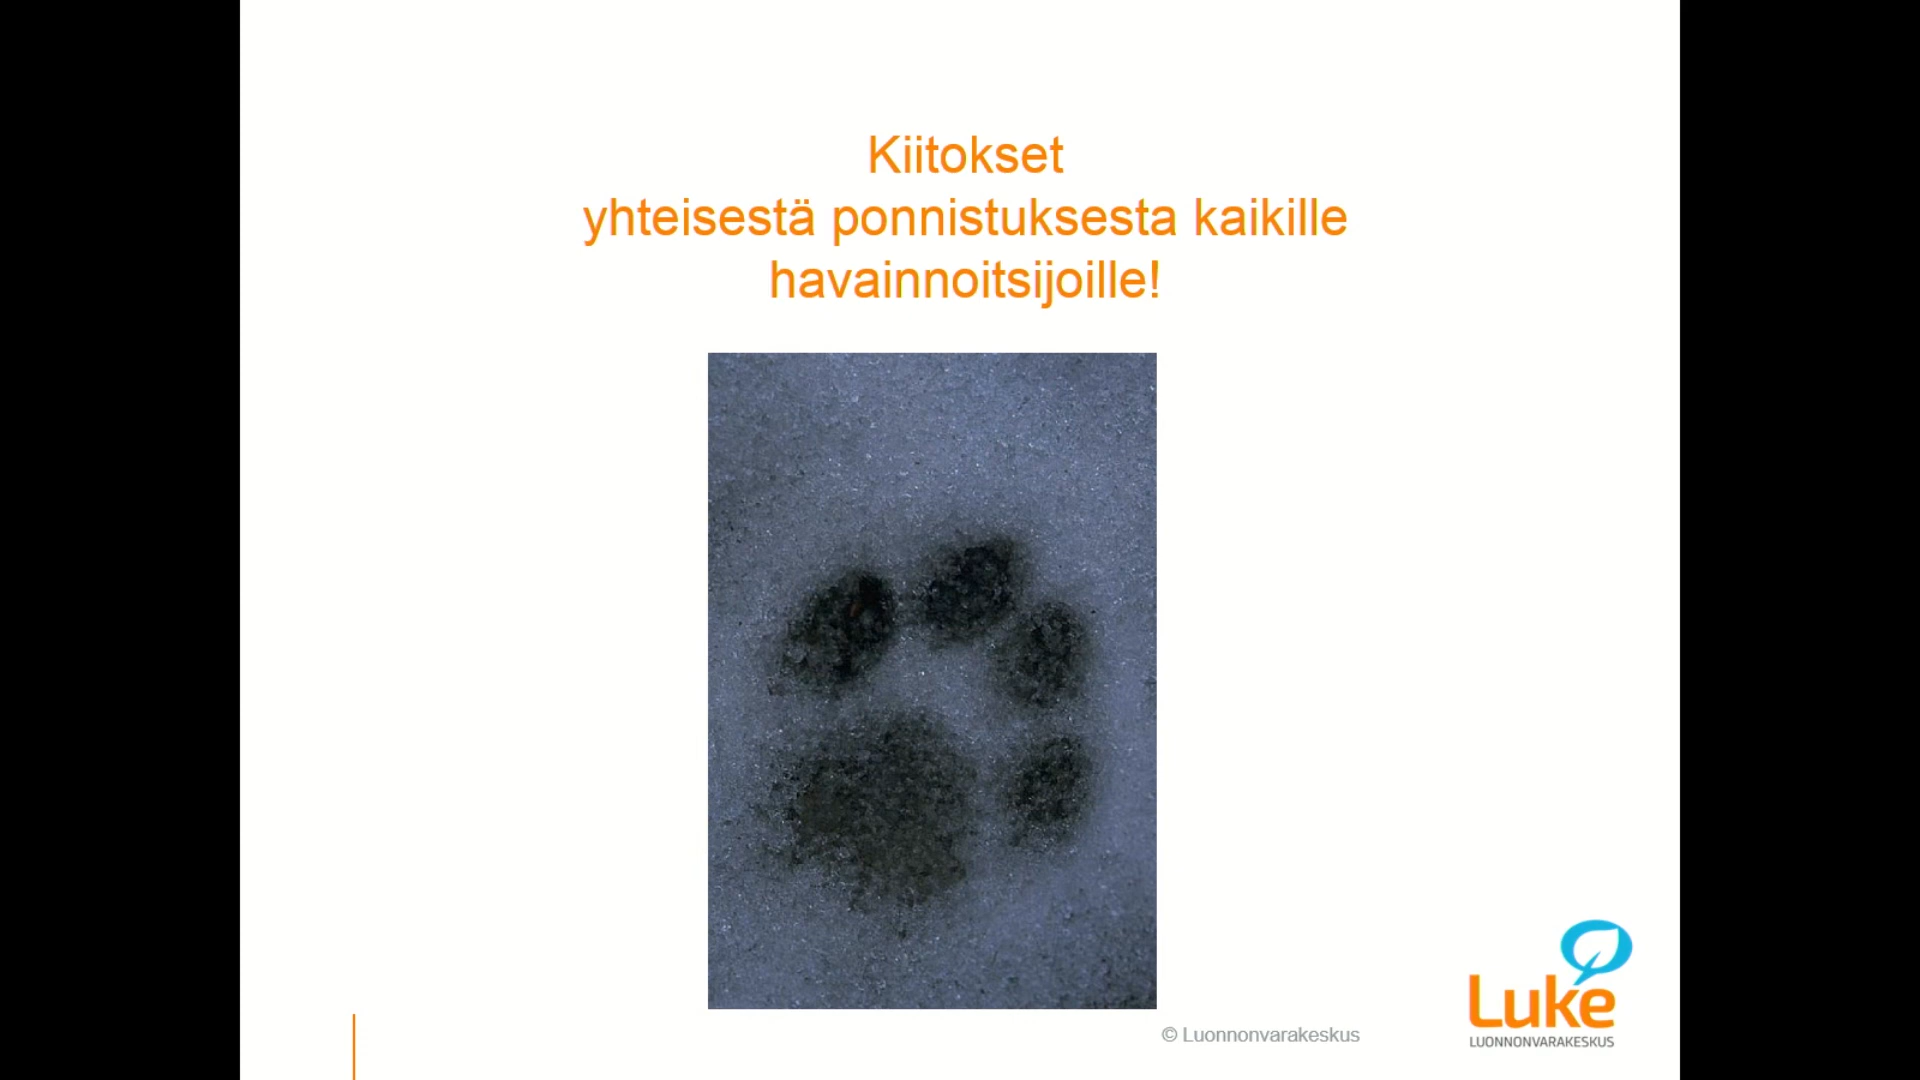 Kiitokset
yhteisestä ponnistuksesta kaikille
havainnoitsijoille!
© Luonnonvarakeskus
Luke
LUONNONVARAKESKUS